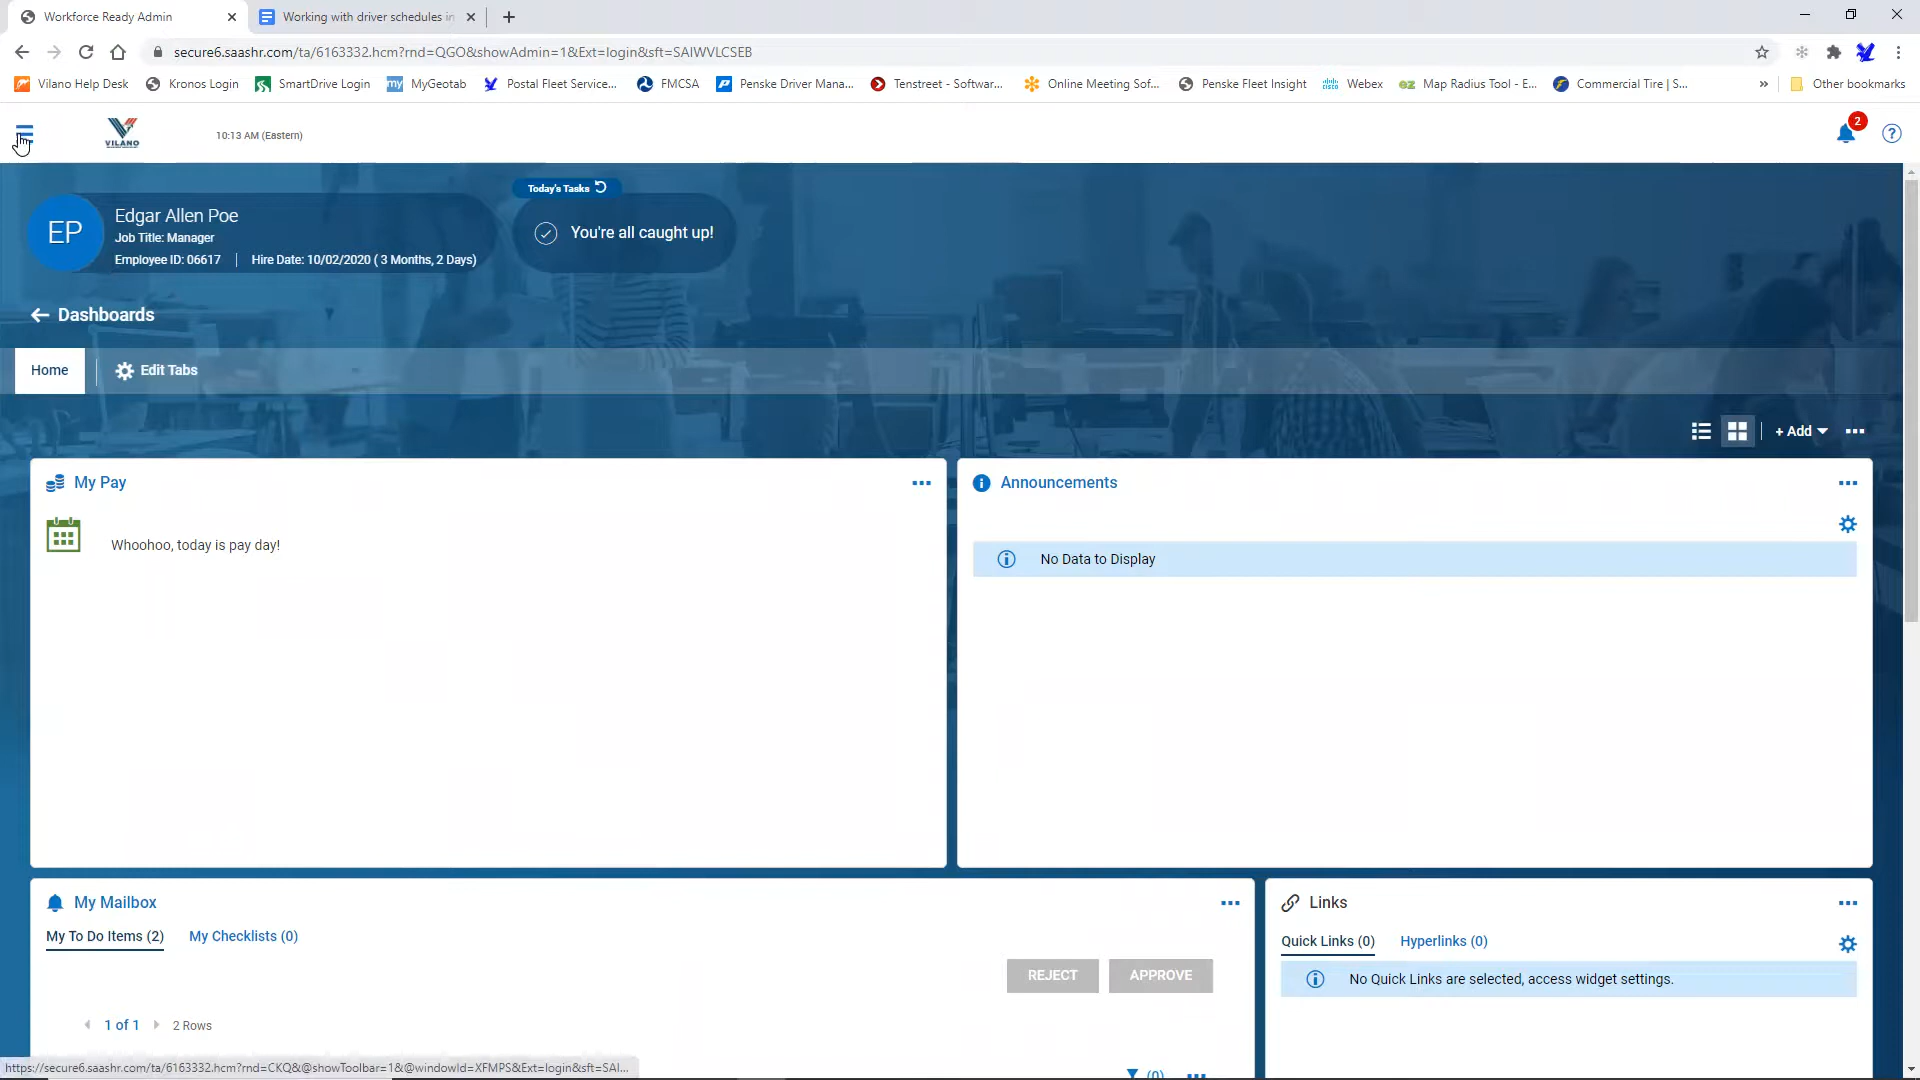 Workforce Ready Admin
Working with driver schedules in
secure6.saashr.com/ta/6163332.hcm?rnd=QGO&showAdmin=1&Ext=login&sft=SAIWVLCSEB
Vilano Help Desk
Kronos Login
SmartDrive Login
my MyGeotab
Postal Fleet Service...
FMCSA
Penske Driver Mana...
Tenstreet - Softwar...
Online Meeting Sof...
Penske Fleet Insight
Webex
ez Map Radius Tool - E...
Commercial Tire | S...
»
Other bookmarks
VILANO
10:13 AM (Eastern)
2
?
Today's Tasks
EP
Edgar Allen Poe
Job Title: Manager
Employee ID: 06617 | Hire Date: 10/02/2020 ( 3 Months, 2 Days)
You're all caught up!
Dashboards
Home
Edit Tabs
+ Add
My Pay
Whoohoo, today is pay day!
Announcements
No Data to Display
My Mailbox
My To Do Items (2)
My Checklists (0)
REJECT
APPROVE
1 of 1
2 Rows
(0)
Links
Quick Links (0)
Hyperlinks (0)
No Quick Links are selected, access widget settings.
https://secure6.saashr.com/ta/6163332.hcm?rnd=CKQ&@showToolbar=1&@windowId=XFMPS&Ext=login&sft=SAI...